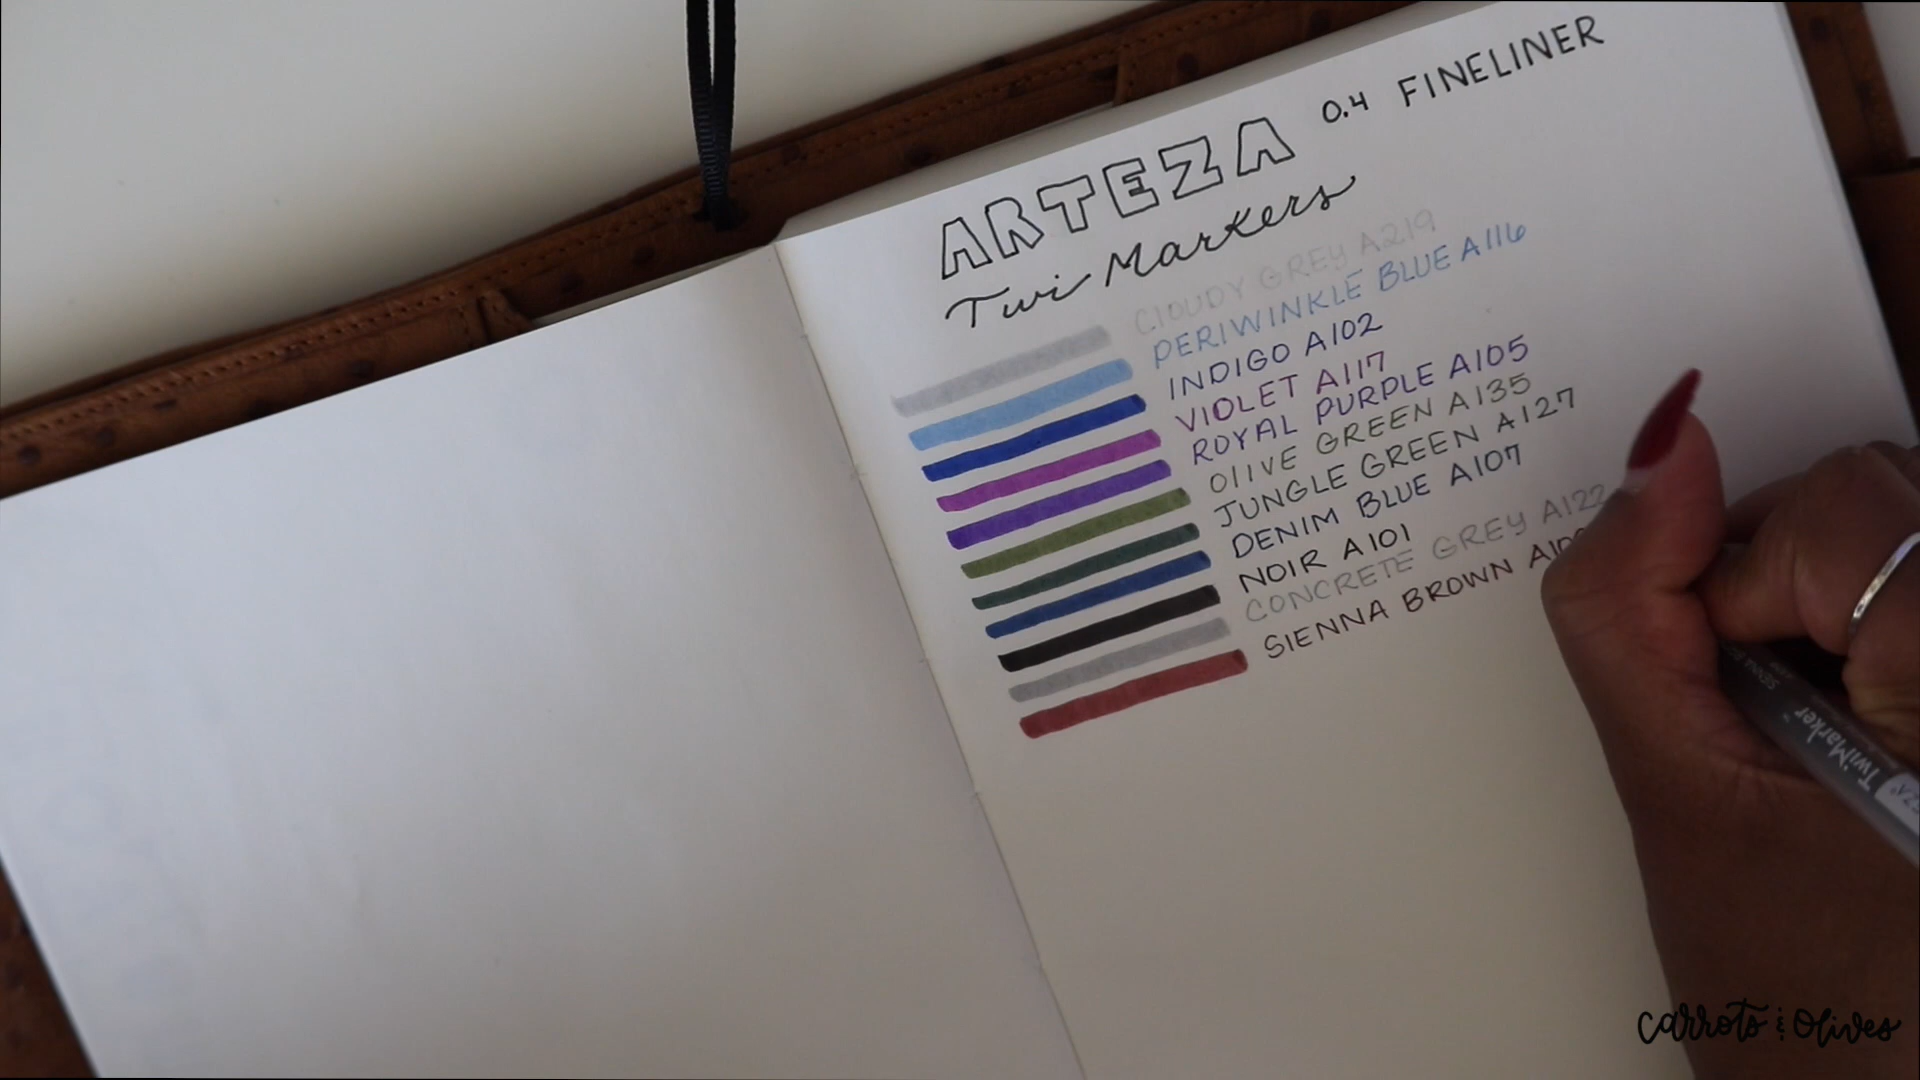 ARTEZA 0.4 FINELINER
Twi Markers
CLOUDY GREY A219
PERIWINKLE BLUE A116
INDIGO A102
VIOLET A117
ROYAL PURPLE A105
OLIVE GREEN A135
JUNGLE GREEN A127
DENIM BLUE A107
NOIR A101
CONCRETE GREY A122
SIENNA BROWN
TwiMarker™
carrots & Olives